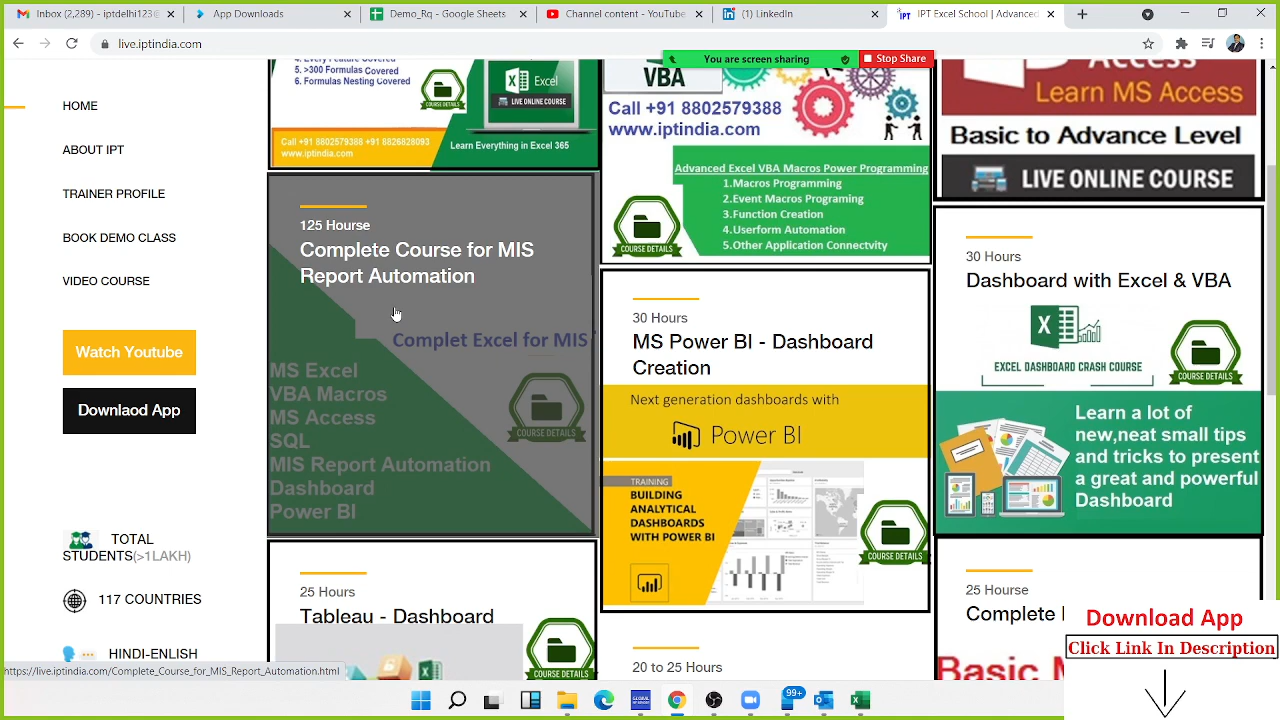 Inbox (2,289) - iptdelhi123@
App Downloads
Demo_Rq - Google Sheets
Channel content - YouTube
(1) LinkedIn
IPT Excel School | Advanced
live.iptindia.com
You are screen sharing
Stop Share
HOME
ABOUT IPT
TRAINER PROFILE
BOOK DEMO CLASS
VIDEO COURSE
Watch Youtube
Downlaod App
TOTAL
STUDENTS(>1LAKH)
117 COUNTRIES
HINDI-ENLISH
4. Every Feature Covered
5. >300 Formulas Covered
6. Formulas Nesting Covered
COURSE DETAILS
Excel
LIVE ONLINE COURSE
Call +91 8802579388 +91 8826828093
www.iptindia.com
Learn Everything in Excel 365
125 Hourse
Complete Course for MIS
Report Automation
Complet Excel for MIS
MS Excel
VBA Macros
MS Access
SQL
MIS Report Automation
Dashboard
Power BI
COURSE DETAILS
25 Hours
Tableau - Dashboard
COURSE DETAILS
VBA
Call +91 8802579388
www.iptindia.com
Advanced Excel VBA Macros Power Programming
1.Macros Programming
2.Event Macros Programing
3.Function Creation
4.Userform Automation
5.Other Application Connectvity
COURSE DETAILS
30 Hours
MS Power BI - Dashboard
Creation
Next generation dashboards with
Power BI
TRAINING
BUILDING
ANALYTICAL
DASHBOARDS
WITH POWER BI
COURSE DETAILS
20 to 25 Hours
Access
Learn MS Access
Basic to Advance Level
LIVE ONLINE COURSE
30 Hours
Dashboard with Excel & VBA
EXCEL DASHBOARD CRASH COURSE
COURSE DETAILS
Learn a lot of
new,neat small tips
and tricks to present
a great and powerful
Dashboard
25 Hourse
Complete
Basic
Download App
Click Link In Description
https://live.iptindia.com/Complete_Course_for_MIS_Report_Automation.html
99+